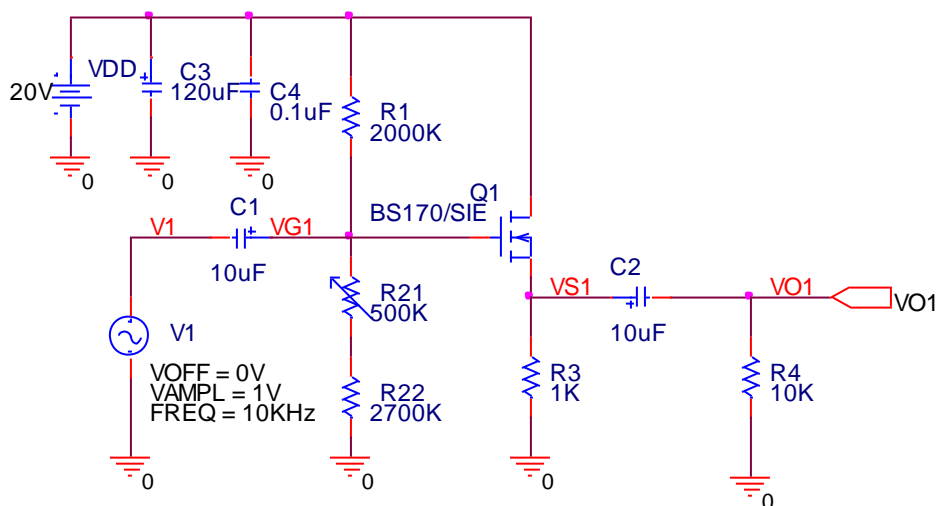 VDD
20V
C3
120uF
C4
0.1uF
R1
2000K
0
0
0
Q1
BS170/SIE
V1
C1
10uF
VG1
R21
500K
VS1
C2
10uF
VO1
VO1
V1
VOFF = 0V
VAMPL = 1V
FREQ = 10KHz
R22
2700K
R3
1K
R4
10K
0
0
0
0